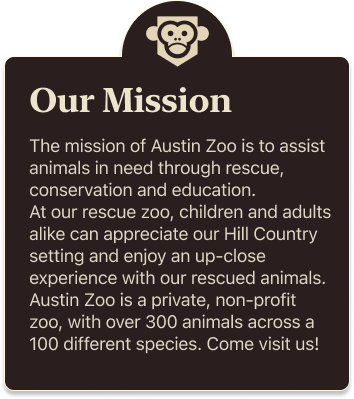 Our Mission
The mission of Austin Zoo is to assist
animals in need through rescue,
conservation and education.
At our rescue zoo, children and adults
alike can appreciate our Hill Country
setting and enjoy an up-close
experience with our rescued animals.
Austin Zoo is a private, non-profit
zoo, with over 300 animals across a
100 different species. Come visit us!